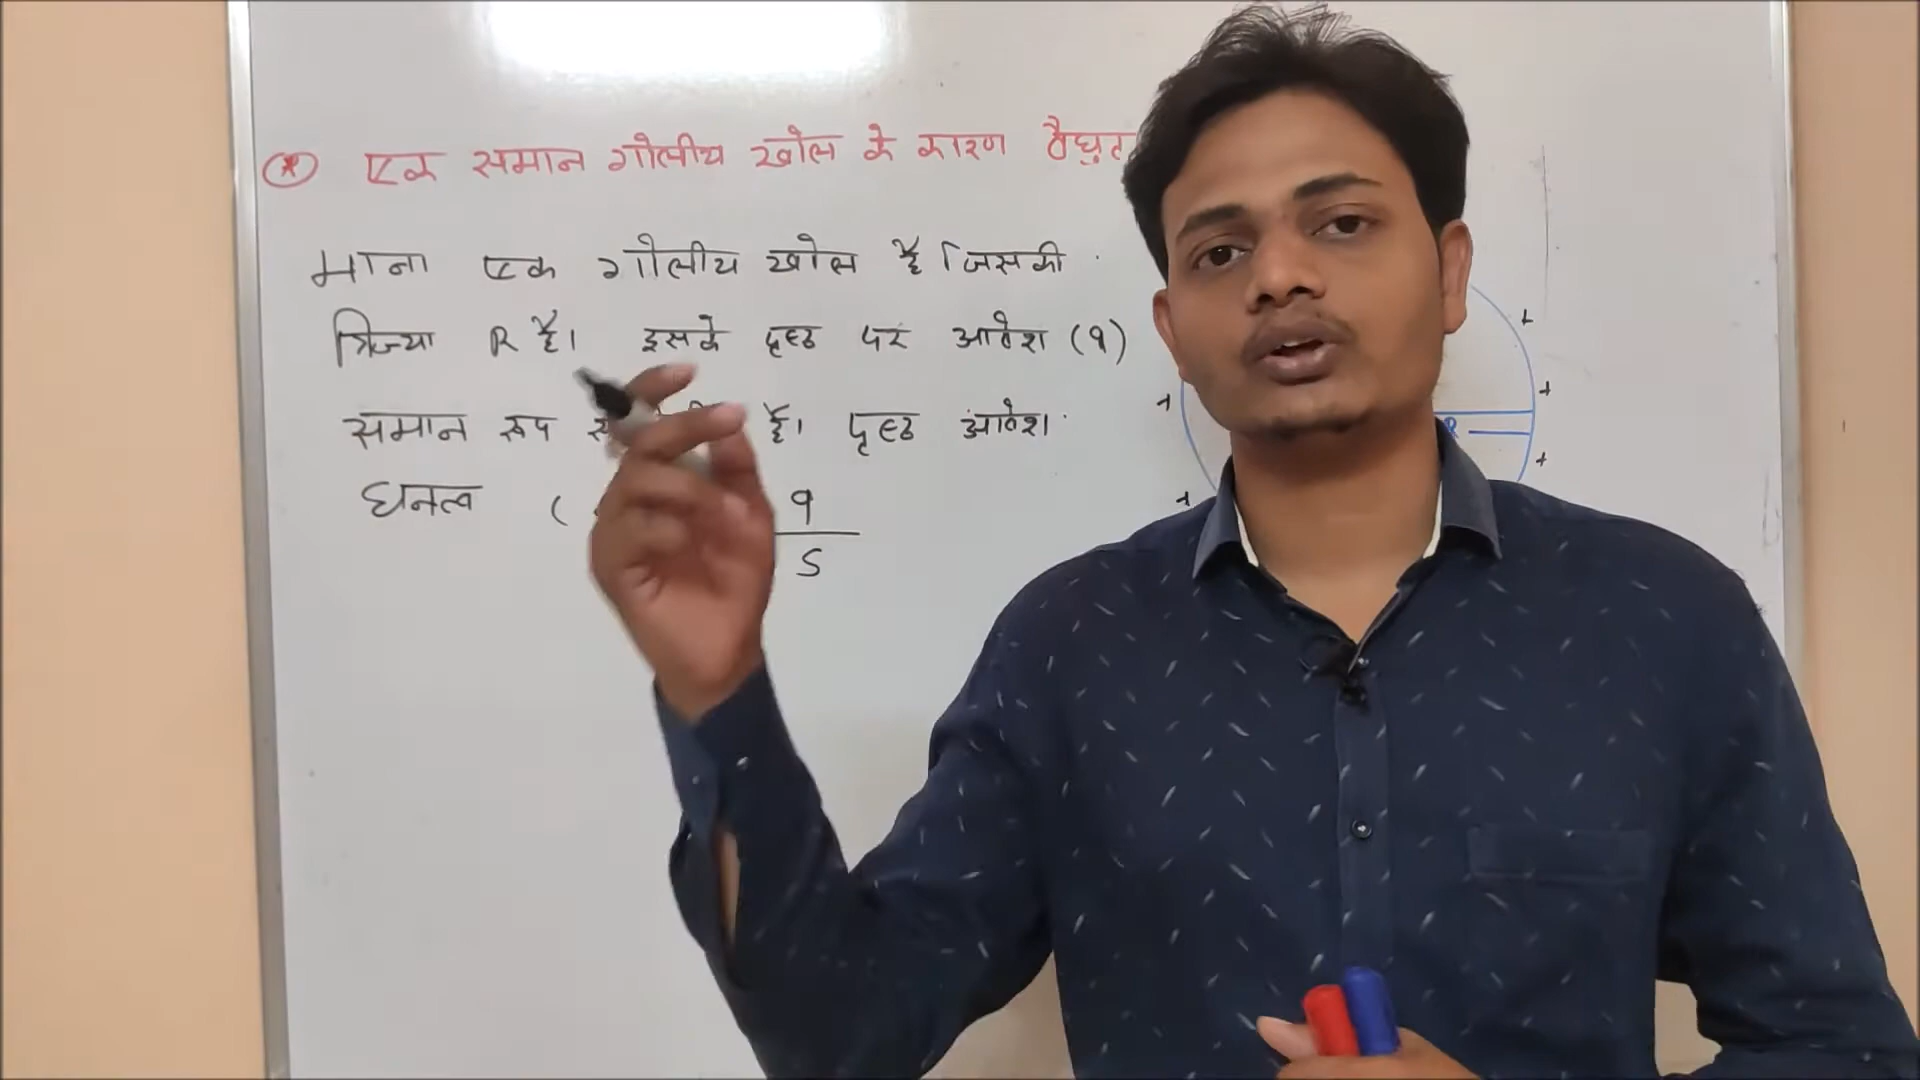 * एक समान गोलीय खोल के कारण वैघुत
माना एक गोलीय खोल है जिसकी
त्रिज्या R है। इसके पृष्ठ पर आवेश (q)
समान रूप है। पृष्ठ आवेश
घनत्व ( q
S
+
+
+
R
+
+